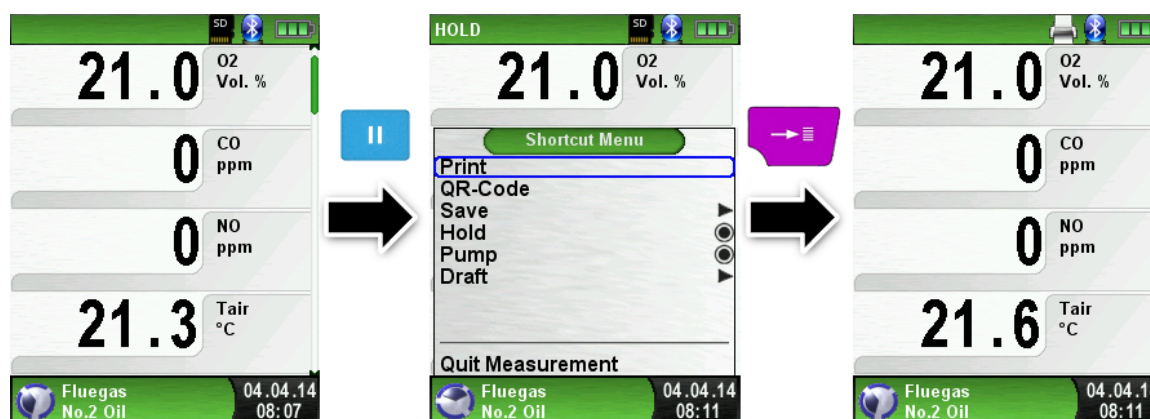 SD
21.0 O2
Vol. %
0 CO
ppm
0 NO
ppm
21.3 Tair
°C
Fluegas
No.2 Oil
04.04.14
08:07
HOLD
SD
21.0 O2
Vol. %
Shortcut Menu
Print
QR-Code
Save
Hold
Pump
Draft
Quit Measurement
Fluegas
No.2 Oil
04.04.14
08:11
21.0 O2
Vol. %
0 CO
ppm
0 NO
ppm
21.6 Tair
°C
Fluegas
No.2 Oil
04.04.1
08:11